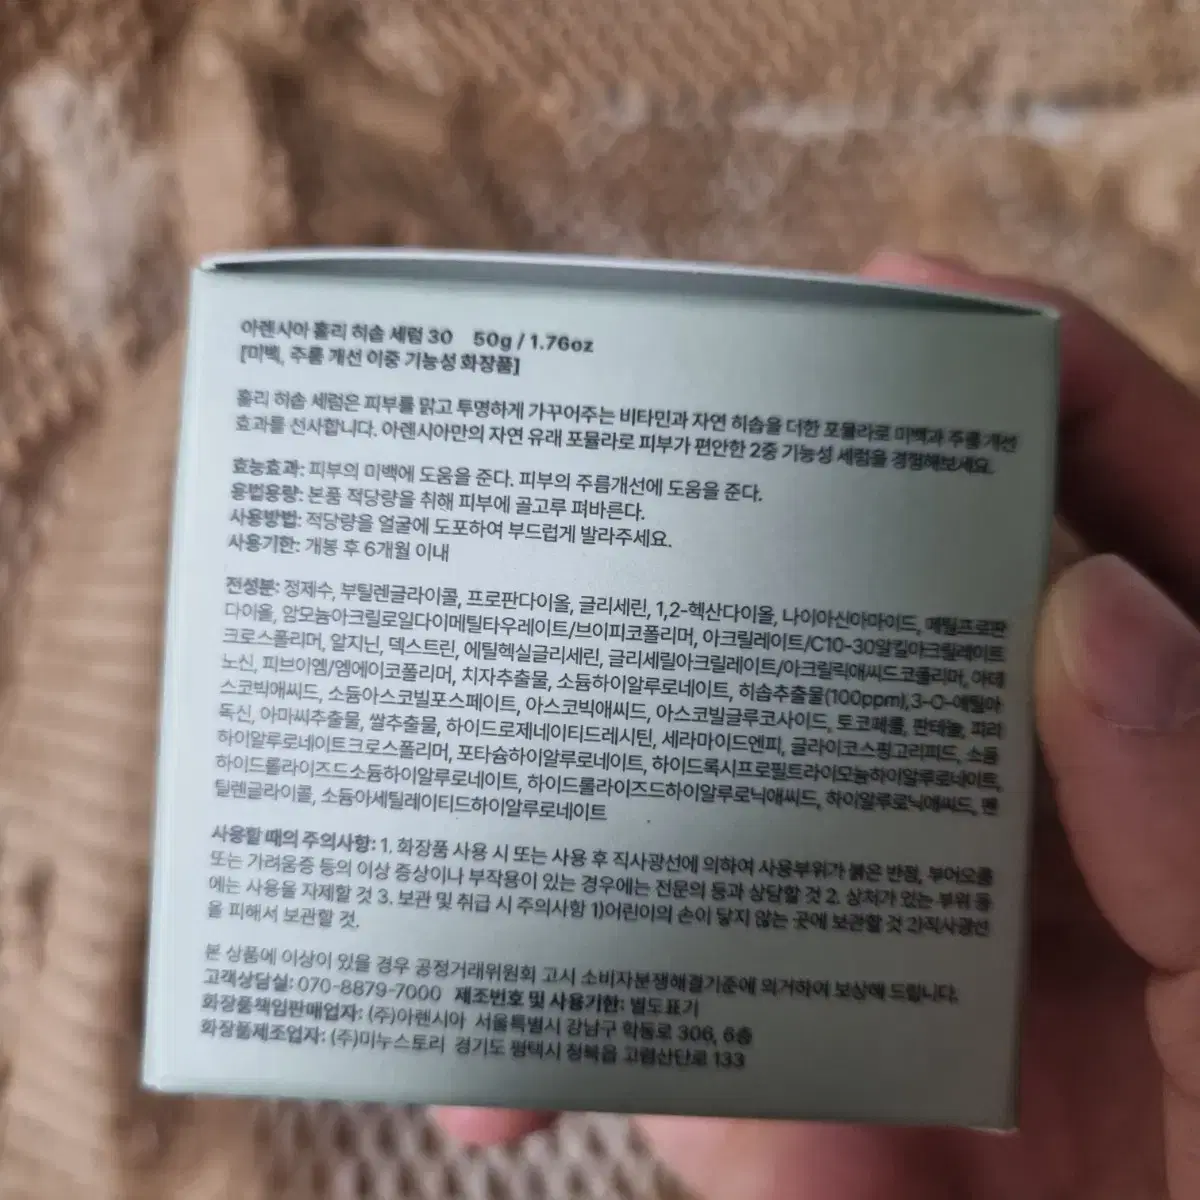 아렌시아 홀리 히솝 세럼 30 50g / 1.76oz
[미백, 주름 개선 이중 기능성 화장품]
홀리 히솝 세럼은 피부를 맑고 투명하게 가꾸어주는 비타민과 자연 히솝을 더한 포뮬라로 미백과 주름 개선
효과를 선사합니다. 아렌시아만의 자연 유래 포뮬라로 피부가 편안한 2중 기능성 세럼을 경험해보세요.
효능효과: 피부의 미백에 도움을 준다. 피부의 주름개선에 도움을 준다.
용법용량: 본품 적당량을 취해 피부에 골고루 펴바른다.
사용방법: 적당량을 얼굴에 도포하여 부드럽게 발라주세요.
사용기한: 개봉 후 6개월 이내
전성분: 정제수, 부틸렌글라이콜, 프로판다이올, 글리세린, 1,2-헥산다이올, 나이아신아마이드, 메틸프로판
다이올, 암모늄아크릴로일다이메틸타우레이트/브이피코폴리머, 아크릴레이트/C10-30알킬아크릴레이트
크로스폴리머, 알지닌, 덱스트린, 에틸헥실글리세린, 글리세릴아크릴레이트/아크릴릭애씨드코폴리머, 아데
노신, 피브이엠/엠에이코폴리머, 치자추출물, 소듐하이알루로네이트, 히솝추출물(100ppm), 3-O-에틸아
스코빅애씨드, 소듐아스코빌포스페이트, 아스코빅애씨드, 아스코빌글루코사이드, 토코페롤, 판테놀, 피리
독신, 아마씨추출물, 쌀추출물, 하이드로제네이티드레시틴, 세라마이드엔피, 글라이코스핑고리피드, 소듐
하이알루로네이트크로스폴리머, 포타슘하이알루로네이트, 하이드록시프로필트라이모늄하이알루로네이트,
하이드롤라이즈드소듐하이알루로네이트, 하이드롤라이즈드하이알루로닉애씨드, 하이알루로닉애씨드, 펜
틸렌글라이콜, 소듐아세틸레이티드하이알루로네이트
사용할 때의 주의사항: 1. 화장품 사용 시 또는 사용 후 직사광선에 의하여 사용부위가 붉은 반점, 부어오름
또는 가려움증 등의 이상 증상이나 부작용이 있는 경우에는 전문의 등과 상담할 것 2. 상처가 있는 부위 등
에는 사용을 자제할 것 3. 보관 및 취급 시 주의사항 1)어린이의 손이 닿지 않는 곳에 보관할 것 2)직사광선
을 피해서 보관할 것.
본 상품에 이상이 있을 경우 공정거래위원회 고시 소비자분쟁해결기준에 의거하여 보상해 드립니다.
고객상담실: 070-8879-7000 제조번호 및 사용기한: 별도표기
화장품책임판매업자: (주)아렌시아 서울특별시 강남구 학동로 306, 6층
화장품제조업자: (주)미누스토리 경기도 평택시 청북읍 고렴산단로 133